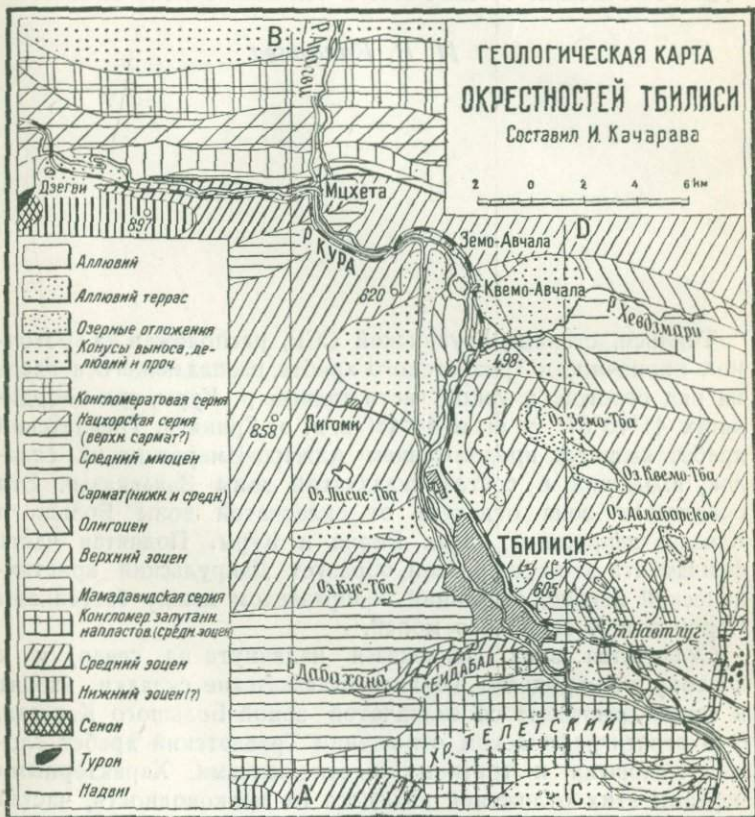 ГЕОЛОГИЧЕСКАЯ КАРТА
ОКРЕСТНОСТЕЙ ТБИЛИСИ
Составил И. Качарава
2 0 2 4 6 км
B
р. Арагви
Дзегви
Мцхета
897
р. КУРА
Земо-Авчала
D
620
Квемо-Авчала
р. Хевдзмари
498
858
Дигоми
Оз. Земо-Тба
Оз. Лисис-Тба
Оз. Квемо-Тба
Оз. Авлабарское
ТБИЛИСИ
Оз. Кус-Тба
605
Ст. Навтлуг
р. Дабахана
СЕИДАБАД
ХР. ТЕЛЕТСКИЙ
A
C
Аллювий
Аллювий террас
Озерные отложения
Конусы выноса, де-
лювий и проч.
Конгломератовая серия
Нацхорская серия
(верхн. сармат?)
Средний миоцен
Сармат (нижн. и средн)
Олигоцен
Верхний эоцен
Мамадавидская серия
Конгломер. запутанн.
напластов. (средн. эоцен)
Средний эоцен
Нижний эоцен (?)
Сенон
Турон
Надвиг